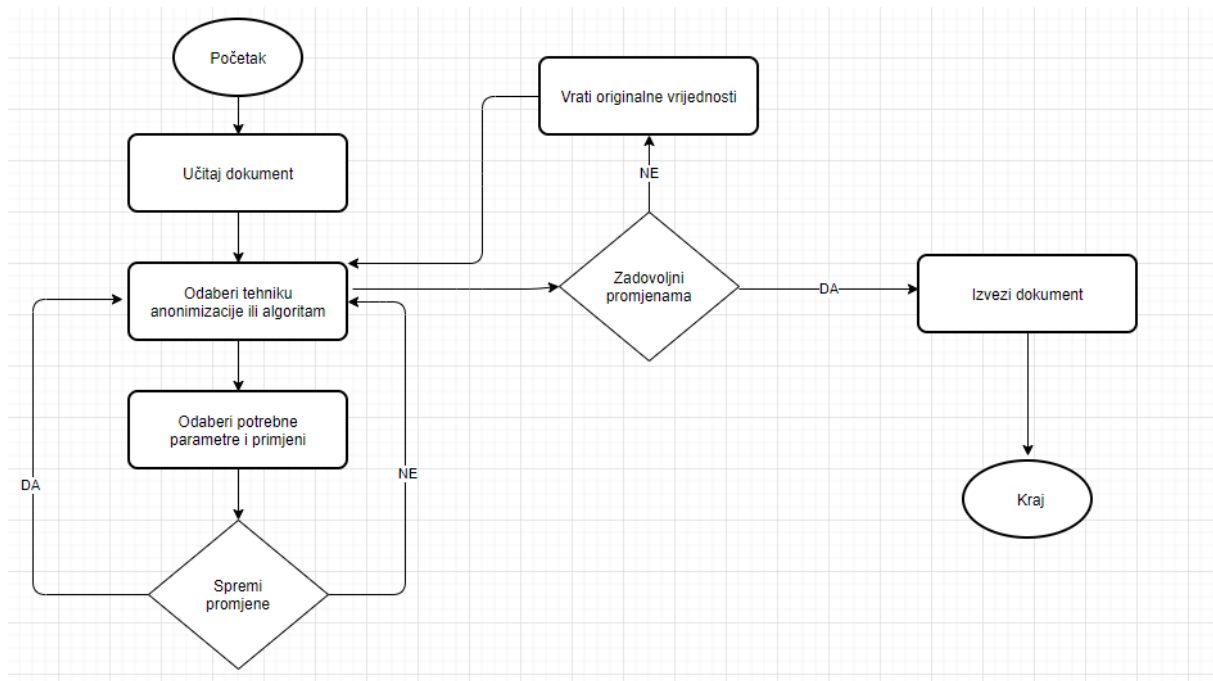 Početak
Učitaj dokument
Odaberi tehniku
anonimizacije ili algoritam
Odaberi potrebne
parametre i primjeni
DA
NE
Spremi
promjene
Vrati originalne vrijednosti
NE
Zadovoljni
promjenama
DA
Izvezi dokument
Kraj